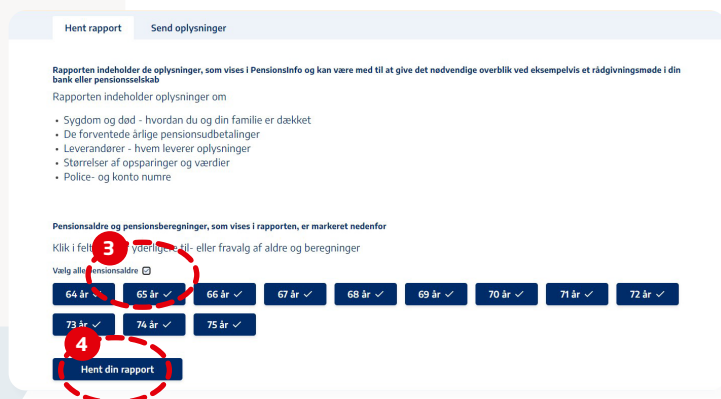 Hent rapport Send oplysninger
Rapporten indeholder de oplysninger, som vises i PensionsInfo og kan være med til at give det nødvendige overblik ved eksempelvis et rådgivningsmøde i din
bank eller pensionsselskab
Rapporten indeholder oplysninger om
• Sygdom og død - hvordan du og din familie er dækket
• De forventede årlige pensionsudbetalinger
• Leverandører - hvem leverer oplysninger
• Størrelser af opsparinger og værdier
• Police- og konto numre
Pensionsaldre og pensionsberegninger, som vises i rapporten, er markeret nedenfor
3
Klik i yderligere til- eller fravalg af aldre og beregninger
Vælg alle pensionsaldre
64 år 65 år 66 år 67 år 68 år 69 år 70 år 71 år 72 år
73 år 74 år 75 år
4
Hent din rapport